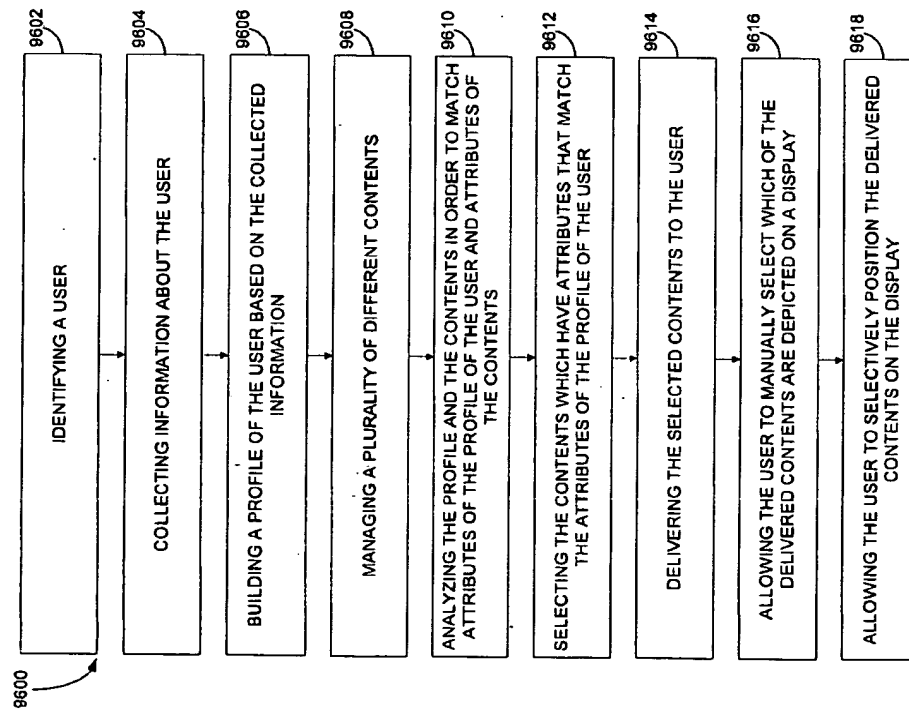 9600
9602
IDENTIFYING A USER
9604
COLLECTING INFORMATION ABOUT THE USER
9606
BUILDING A PROFILE OF THE USER BASED ON THE COLLECTED
INFORMATION
9608
MANAGING A PLURALITY OF DIFFERENT CONTENTS
9610
ANALYZING THE PROFILE AND THE CONTENTS IN ORDER TO MATCH
ATTRIBUTES OF THE PROFILE OF THE USER AND ATTRIBUTES OF
THE CONTENTS
9612
SELECTING THE CONTENTS WHICH HAVE ATTRIBUTES THAT MATCH
THE ATTRIBUTES OF THE PROFILE OF THE USER
9614
DELIVERING THE SELECTED CONTENTS TO THE USER
9616
ALLOWING THE USER TO MANUALLY SELECT WHICH OF THE
DELIVERED CONTENTS ARE DEPICTED ON A DISPLAY
9618
ALLOWING THE USER TO SELECTIVELY POSITION THE DELIVERED
CONTENTS ON THE DISPLAY